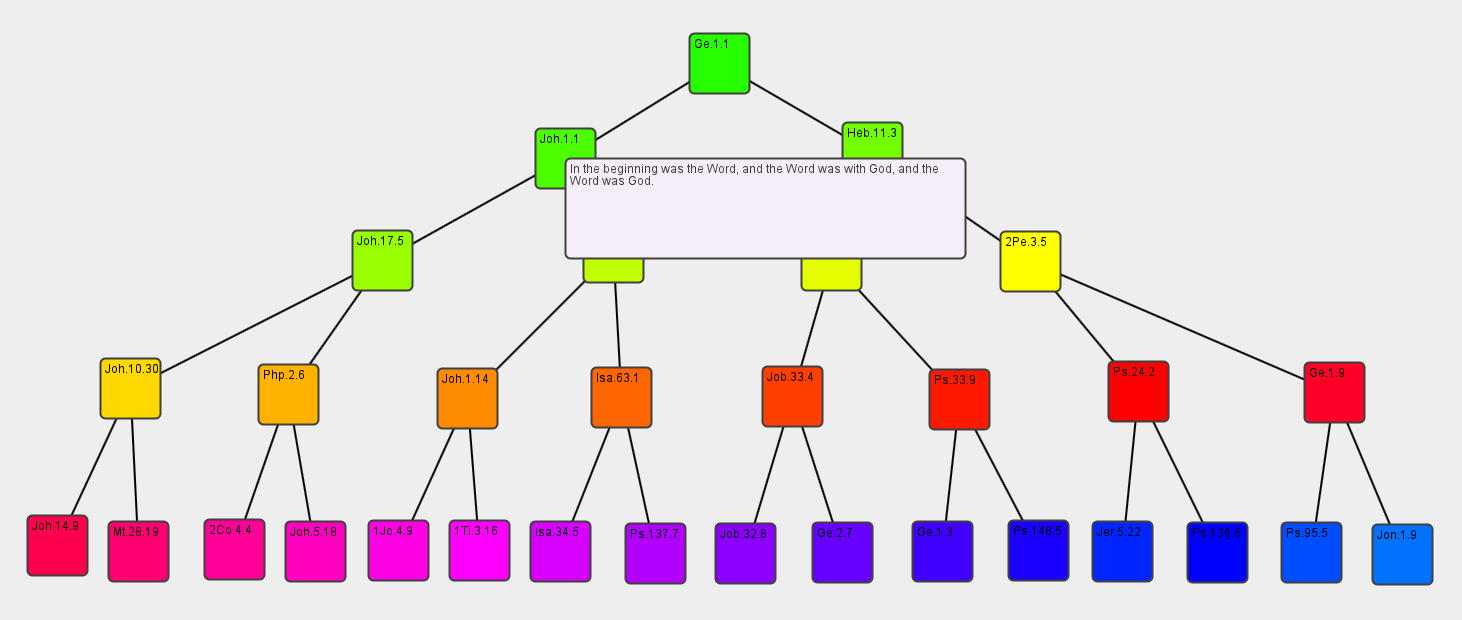 Ge.1.1
Joh.1.1
Heb.11.3
In the beginning was the Word, and the Word was with God, and the
Word was God.
Joh.17.5
2Pe.3.5
Joh.10.30
Php.2.6
Joh.1.14
Isa.63.1
Job.33.4
Ps.33.9
Ps.24.2
Ge.1.9
Joh.14.9
Mt.28.19
2Co.4.4
Joh.5.18
1Jo.4.9
1Ti.3.16
Isa.34.5
Ps.137.7
Job.32.8
Ge.2.7
Ge.1.3
Ps.148.5
Jer.5.22
Ps.136.6
Ps.95.5
Jon.1.9